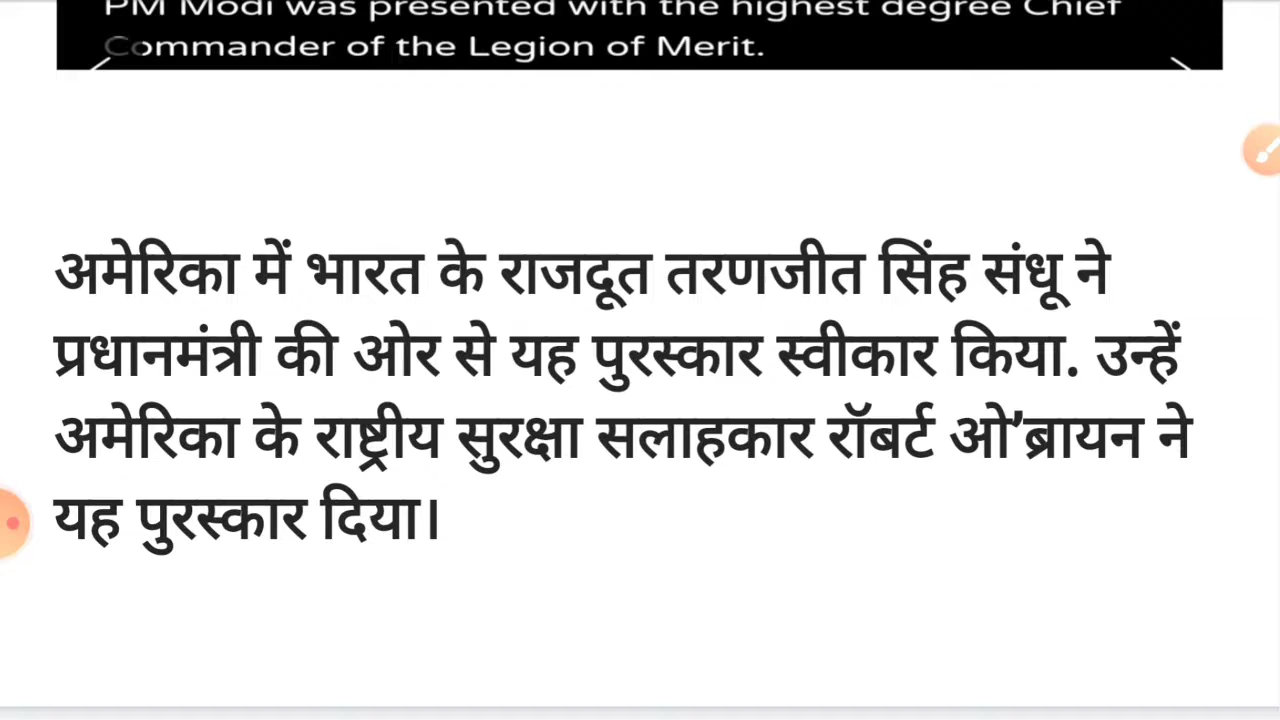 PM Modi was presented with the highest degree Chief
Commander of the Legion of Merit.
अमेरिका में भारत के राजदूत तरणजीत सिंह संधू ने
प्रधानमंत्री की ओर से यह पुरस्कार स्वीकार किया. उन्हें
अमेरिका के राष्ट्रीय सुरक्षा सलाहकार रॉबर्ट ओ’ब्रायन ने
यह पुरस्कार दिया।